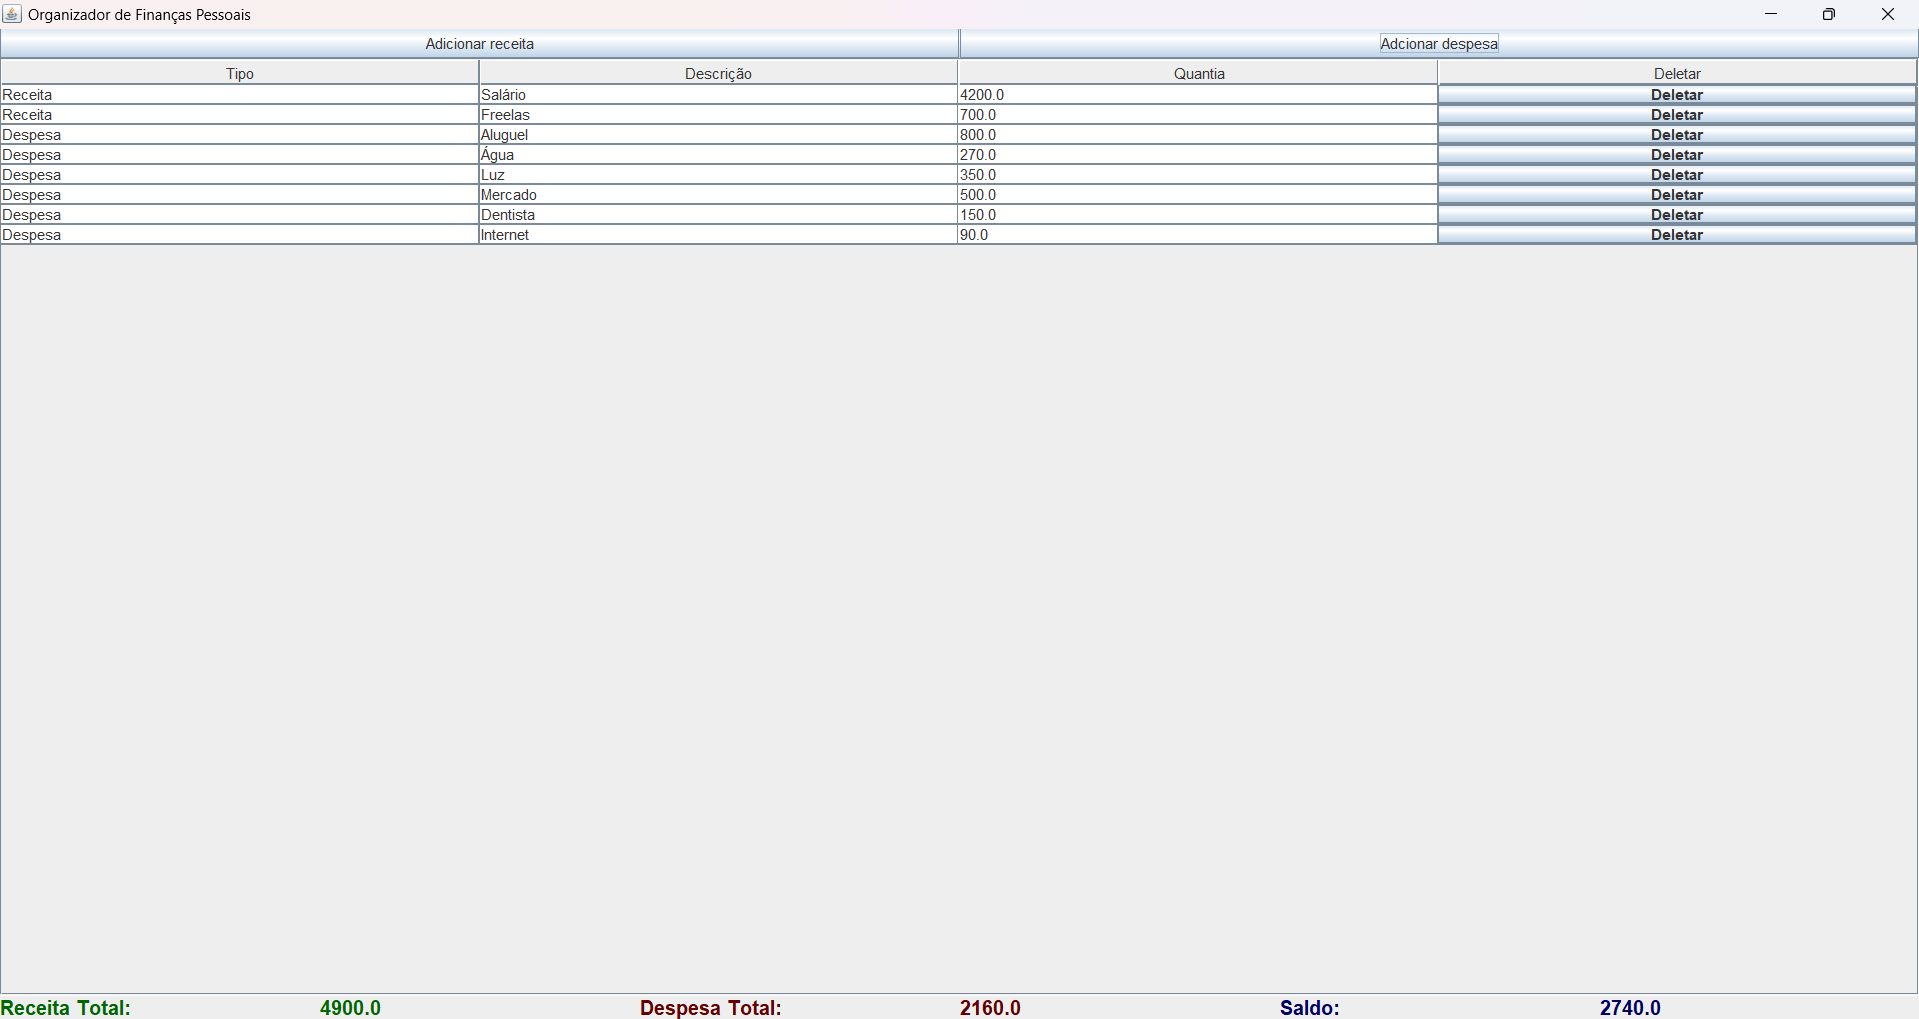 Organizador de Finanças Pessoais
Adicionar receita Adcionar despesa
Tipo Descrição Quantia Deletar
Receita Salário 4200.0 Deletar
Receita Freelas 700.0 Deletar
Despesa Aluguel 800.0 Deletar
Despesa Água 270.0 Deletar
Despesa Luz 350.0 Deletar
Despesa Mercado 500.0 Deletar
Despesa Dentista 150.0 Deletar
Despesa Internet 90.0 Deletar
Receita Total: 4900.0 Despesa Total: 2160.0 Saldo: 2740.0